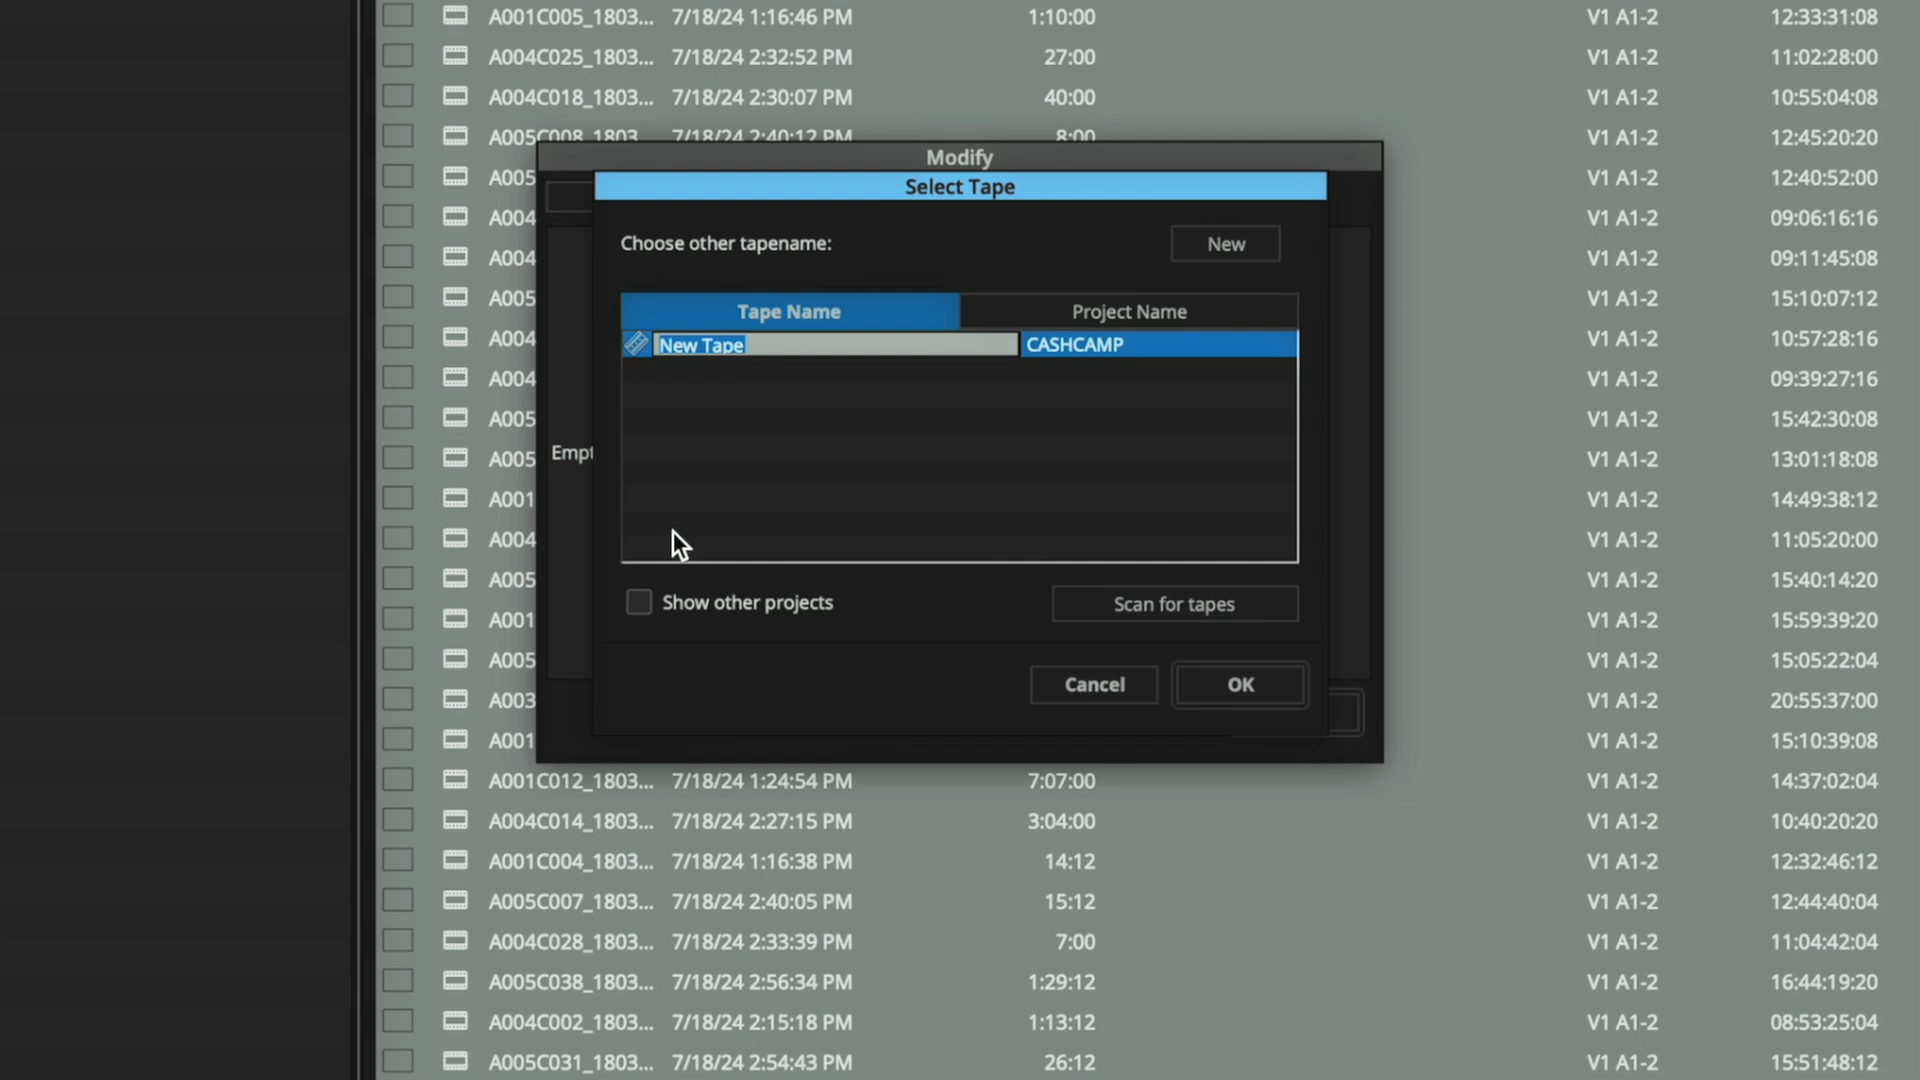 A001C005_1803... 7/18/24 1:16:46 PM 1:10:00 V1 A1-2 12:33:31:08
A004C025_1803... 7/18/24 2:32:52 PM 27:00 V1 A1-2 11:02:28:00
A004C018_1803... 7/18/24 2:30:07 PM 40:00 V1 A1-2 10:55:04:08
A005C008_1803 7/18/24 2:40:12 PM 8:00 V1 A1-2 12:45:20:20
Modify
A005 V1 A1-2 12:40:52:00
Select Tape
A004 V1 A1-2 09:06:16:16
Choose other tapename: New
A004 V1 A1-2 09:11:45:08
A005 V1 A1-2 15:10:07:12
Tape Name Project Name
A004 V1 A1-2 10:57:28:16
New Tape CASHCAMP
A004 V1 A1-2 09:39:27:16
A005 V1 A1-2 15:42:30:08
Empt
A005 V1 A1-2 13:01:18:08
A001 V1 A1-2 14:49:38:12
A004 V1 A1-2 11:05:20:00
A005 V1 A1-2 15:40:14:20
Show other projects Scan for tapes
A001 V1 A1-2 15:59:39:20
A005 V1 A1-2 15:05:22:04
Cancel OK
A003 V1 A1-2 20:55:37:00
A001 V1 A1-2 15:10:39:08
A001C012_1803... 7/18/24 1:24:54 PM 7:07:00 V1 A1-2 14:37:02:04
A004C014_1803... 7/18/24 2:27:15 PM 3:04:00 V1 A1-2 10:40:20:20
A001C004_1803... 7/18/24 1:16:38 PM 14:12 V1 A1-2 12:32:46:12
A005C007_1803... 7/18/24 2:40:05 PM 15:12 V1 A1-2 12:44:40:04
A004C028_1803... 7/18/24 2:33:39 PM 7:00 V1 A1-2 11:04:42:04
A005C038_1803... 7/18/24 2:56:34 PM 1:29:12 V1 A1-2 16:44:19:20
A004C002_1803... 7/18/24 2:15:18 PM 1:13:12 V1 A1-2 08:53:25:04
A005C031_1803... 7/18/24 2:54:43 PM 26:12 V1 A1-2 15:51:48:12